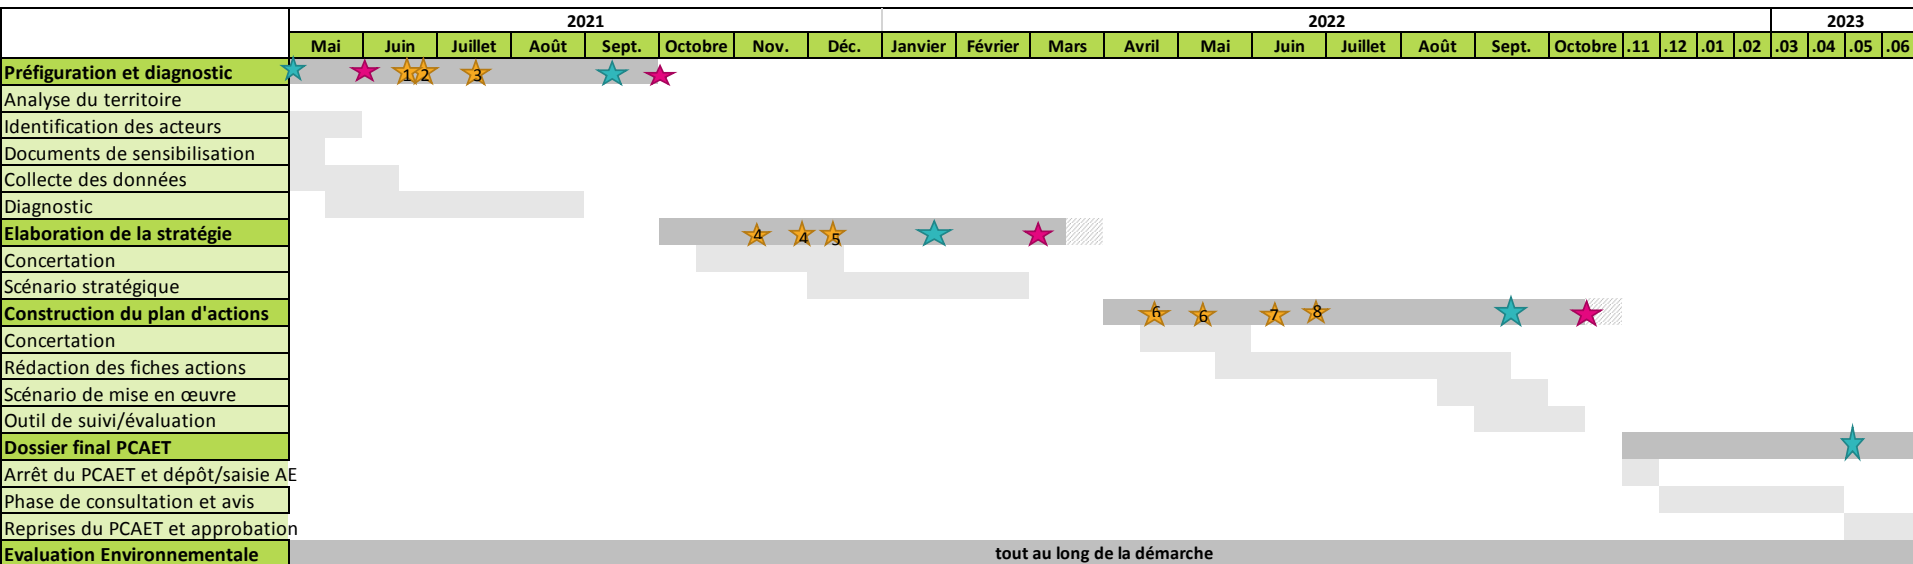 2021 2022 2023
Mai Juin Juillet Août Sept. Octobre Nov. Déc. Janvier Février Mars Avril Mai Juin Juillet Août Sept. Octobre .11 .12 .01 .02 .03 .04 .05 .06
Préfiguration et diagnostic 1 2 3
Analyse du territoire
Identification des acteurs
Documents de sensibilisation
Collecte des données
Diagnostic
Elaboration de la stratégie 4 4 5
Concertation
Scénario stratégique
Construction du plan d'actions 6 6 7 8
Concertation
Rédaction des fiches actions
Scénario de mise en œuvre
Outil de suivi/évaluation
Dossier final PCAET
Arrêt du PCAET et dépôt/saisie AE
Phase de consultation et avis
Reprises du PCAET et approbation
Evaluation Environnementale tout au long de la démarche